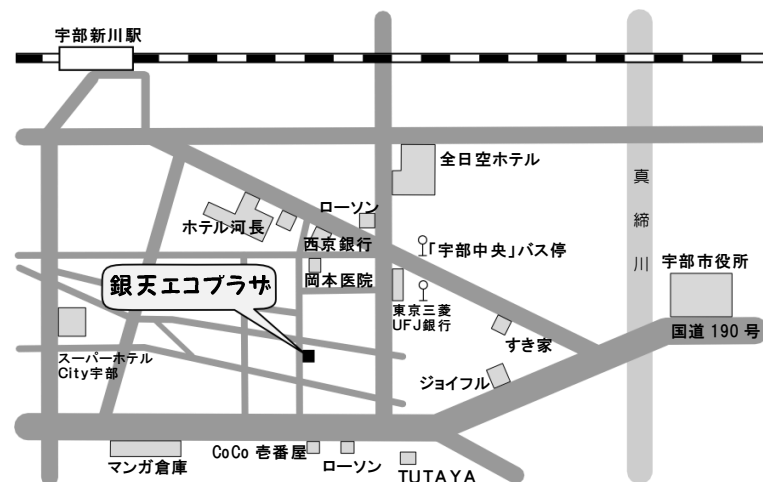 宇部新川駅
全日空ホテル
真締川
ローソン
ホテル河長
西京銀行
「宇部中央」バス停
岡本医院
宇部市役所
銀天エコプラザ
東京三菱
UFJ銀行
国道 190 号
すき家
スーパーホテル
City宇部
ジョイフル
CoCo 壱番屋
マンガ倉庫
ローソン
TUTAYA